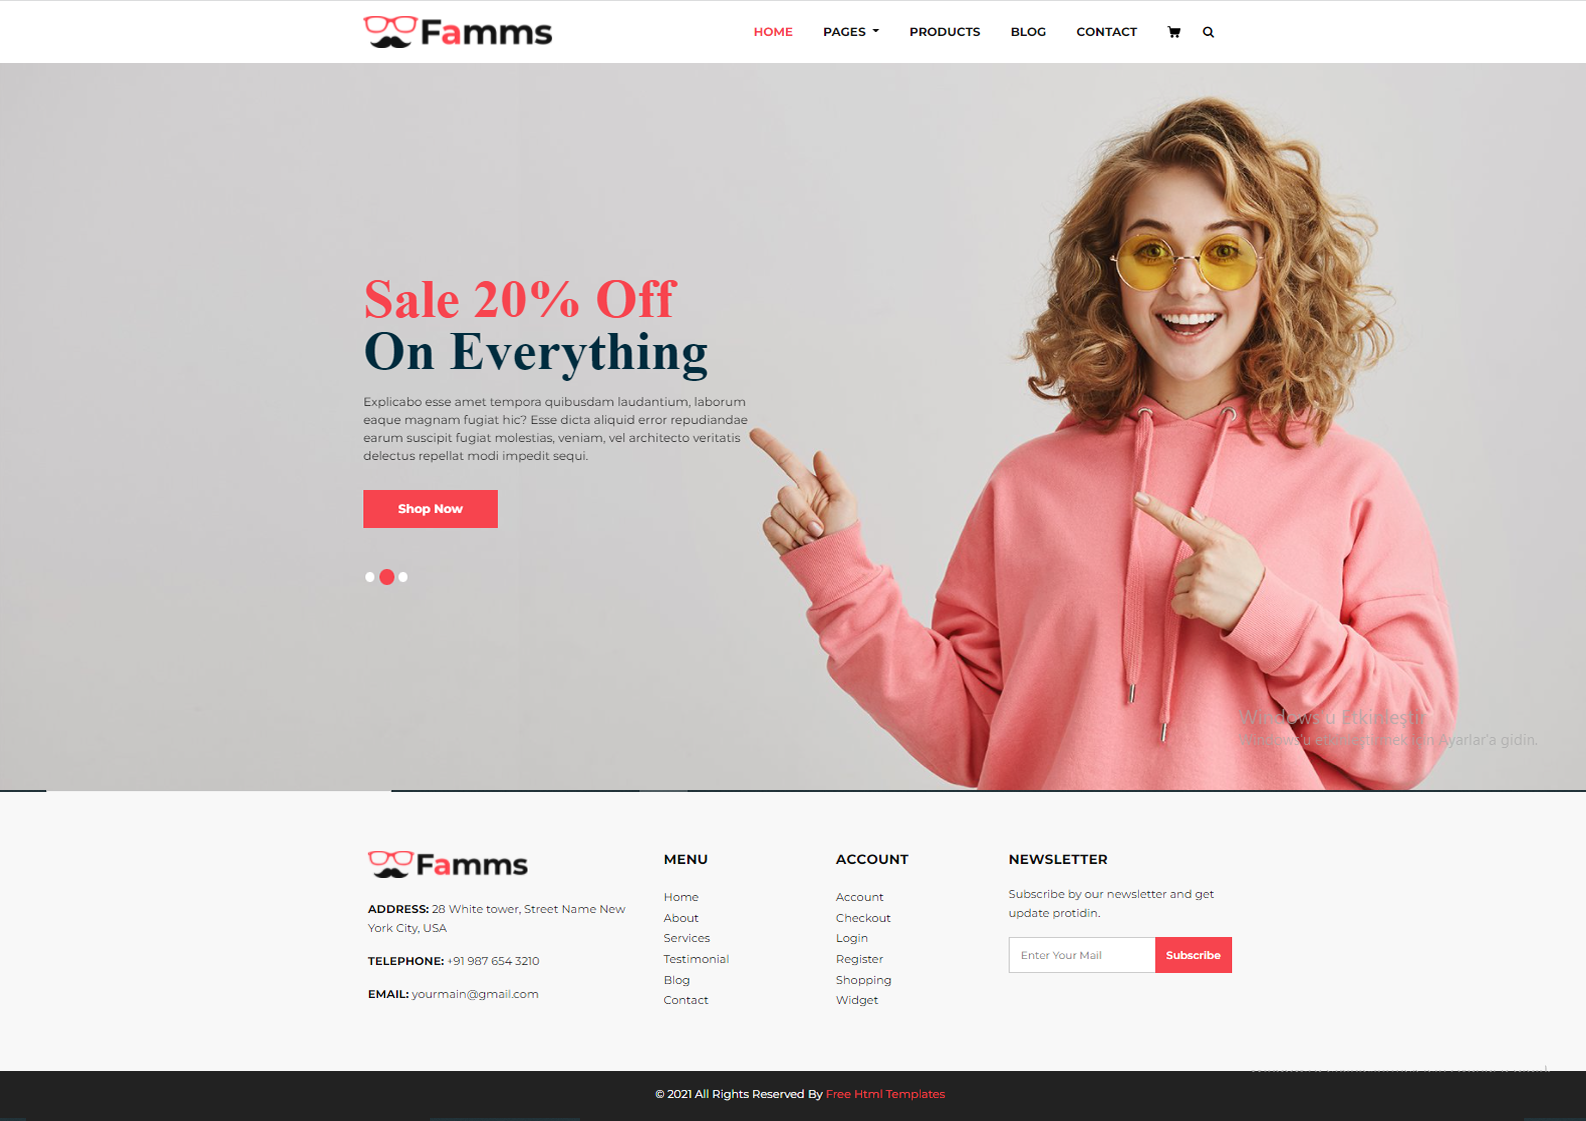 Famms
HOME PAGES PRODUCTS BLOG CONTACT
Sale 20% Off
On Everything
Explicabo esse amet tempora quibusdam laudantium, laborum
eaque magnam fugiat hic? Esse dicta aliquid error repudiandae
earum suscipit fugiat molestias, veniam, vel architecto veritatis
delectus repellat modi impedit sequi.
Shop Now
Windows'u Etkinleştir
Windows'u etkinleştirmek için Ayarlar'a gidin.
Famms
ADDRESS: 28 White tower, Street Name New
York City, USA
TELEPHONE: +91 987 654 3210
EMAIL: yourmain@gmail.com
MENU
Home
About
Services
Testimonial
Blog
Contact
ACCOUNT
Account
Checkout
Login
Register
Shopping
Widget
NEWSLETTER
Subscribe by our newsletter and get
update protidin.
Enter Your Mail
Subscribe
© 2021 All Rights Reserved By Free Html Templates